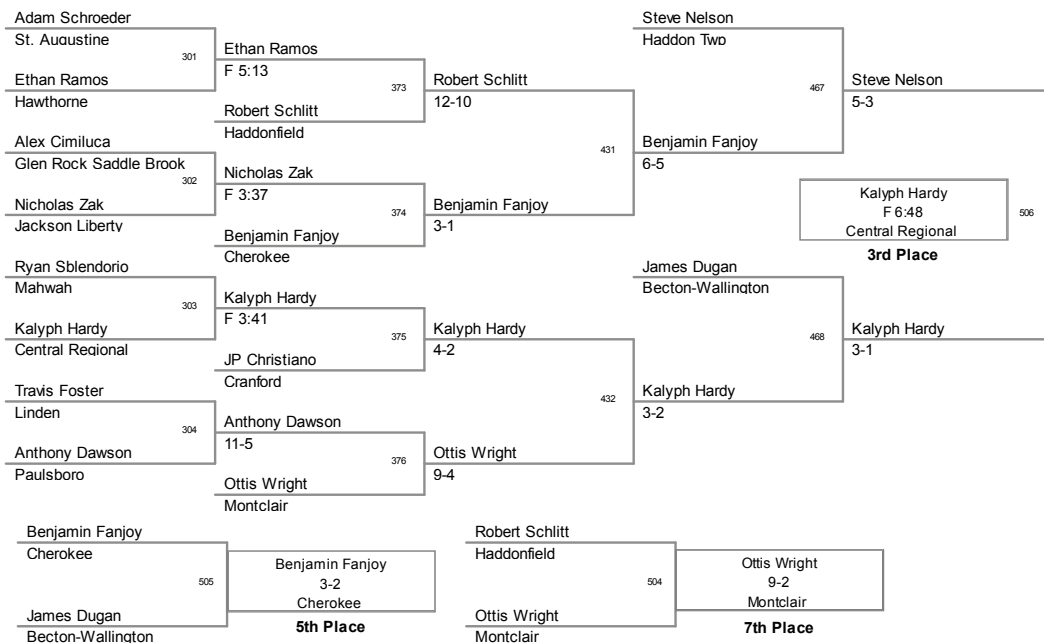 Adam Schroeder
St. Augustine
301
Ethan Ramos
Hawthorne
Alex Cimiluca
Glen Rock Saddle Brook
302
Nicholas Zak
Jackson Liberty
Ryan Sblendorio
Mahwah
303
Kalyph Hardy
Central Regional
Travis Foster
Linden
304
Anthony Dawson
Paulsboro
Ethan Ramos
F 5:13
373
Robert Schlitt
Haddonfield
Nicholas Zak
F 3:37
374
Benjamin Fanjoy
Cherokee
Kalyph Hardy
F 3:41
375
JP Christiano
Cranford
Anthony Dawson
11-5
376
Ottis Wright
Montclair
Robert Schlitt
12-10
431
Benjamin Fanjoy
3-1
Kalyph Hardy
4-2
432
Ottis Wright
9-4
Steve Nelson
Haddon Twp
467
Benjamin Fanjoy
6-5
James Dugan
Becton-Wallington
468
Kalyph Hardy
3-2
Steve Nelson
5-3
Kalyph Hardy
F 6:48
Central Regional
506
3rd Place
Kalyph Hardy
3-1
Benjamin Fanjoy
Cherokee
505
James Dugan
Becton-Wallington
Benjamin Fanjoy
3-2
Cherokee
5th Place
Robert Schlitt
Haddonfield
504
Ottis Wright
Montclair
Ottis Wright
9-2
Montclair
7th Place